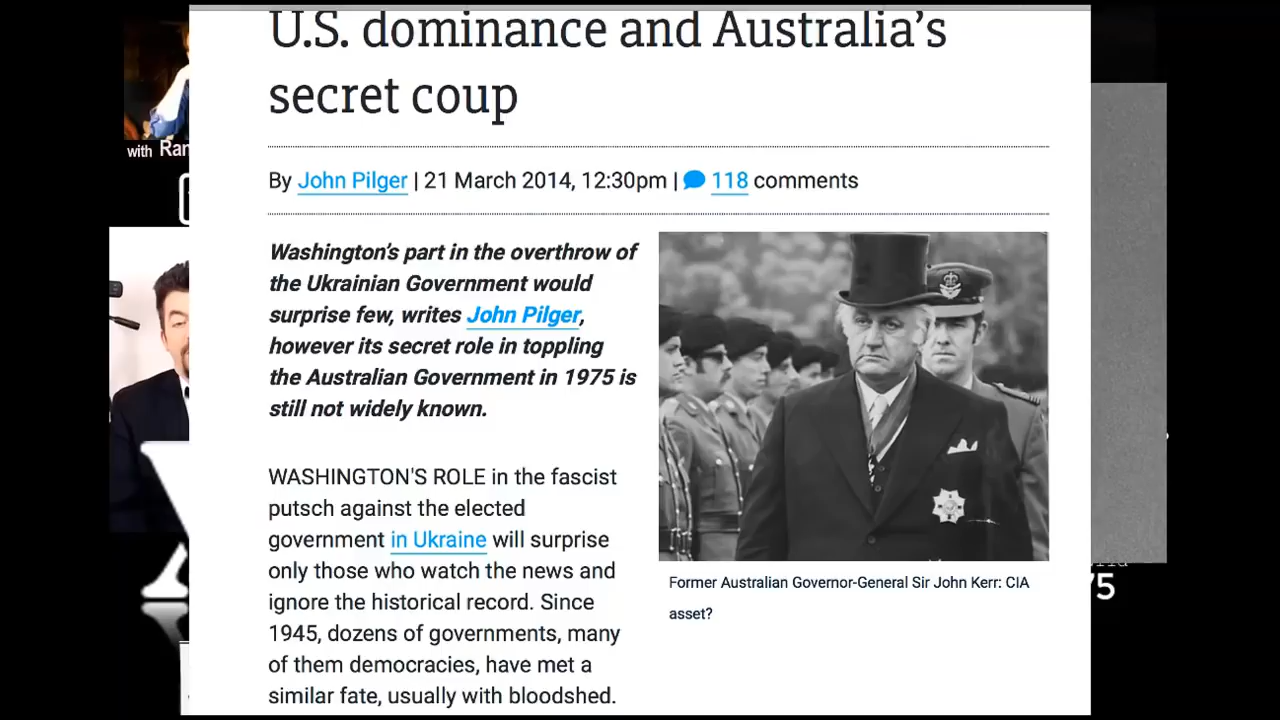 U.S. dominance and Australia's
secret coup
with Ran
By John Pilger | 21 March 2014, 12:30pm | 118 comments
Washington's part in the overthrow of
the Ukrainian Government would
surprise few, writes John Pilger,
however its secret role in toppling
the Australian Government in 1975 is
still not widely known.
WASHINGTON'S ROLE in the fascist
putsch against the elected
government in Ukraine will surprise
only those who watch the news and
ignore the historical record. Since
1945, dozens of governments, many
of them democracies, have met a
similar fate, usually with bloodshed.
Former Australian Governor-General Sir John Kerr: CIA
asset?
75